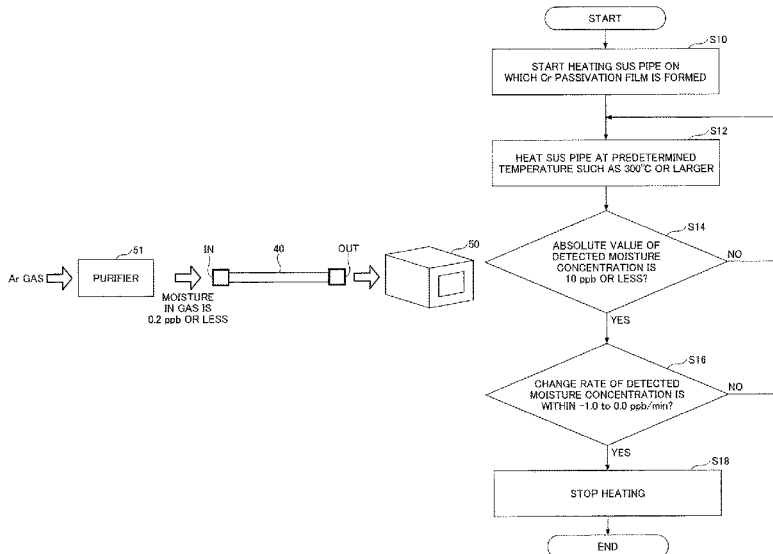 START
S10
START HEATING SUS PIPE ON
WHICH Cr PASSIVATION FILM IS FORMED
S12
HEAT SUS PIPE AT PREDETERMINED
TEMPERATURE SUCH AS 300°C OR LARGER
S14
ABSOLUTE VALUE OF
DETECTED MOISTURE
CONCENTRATION IS
10 ppb OR LESS?
NO
YES
S16
CHANGE RATE OF DETECTED
MOISTURE CONCENTRATION IS
WITHIN -1.0 to 0.0 ppb/min?
NO
YES
S18
STOP HEATING
END
Ar GAS
51
PURIFIER
MOISTURE
IN GAS IS
0.2 ppb OR LESS
IN
40
OUT
50